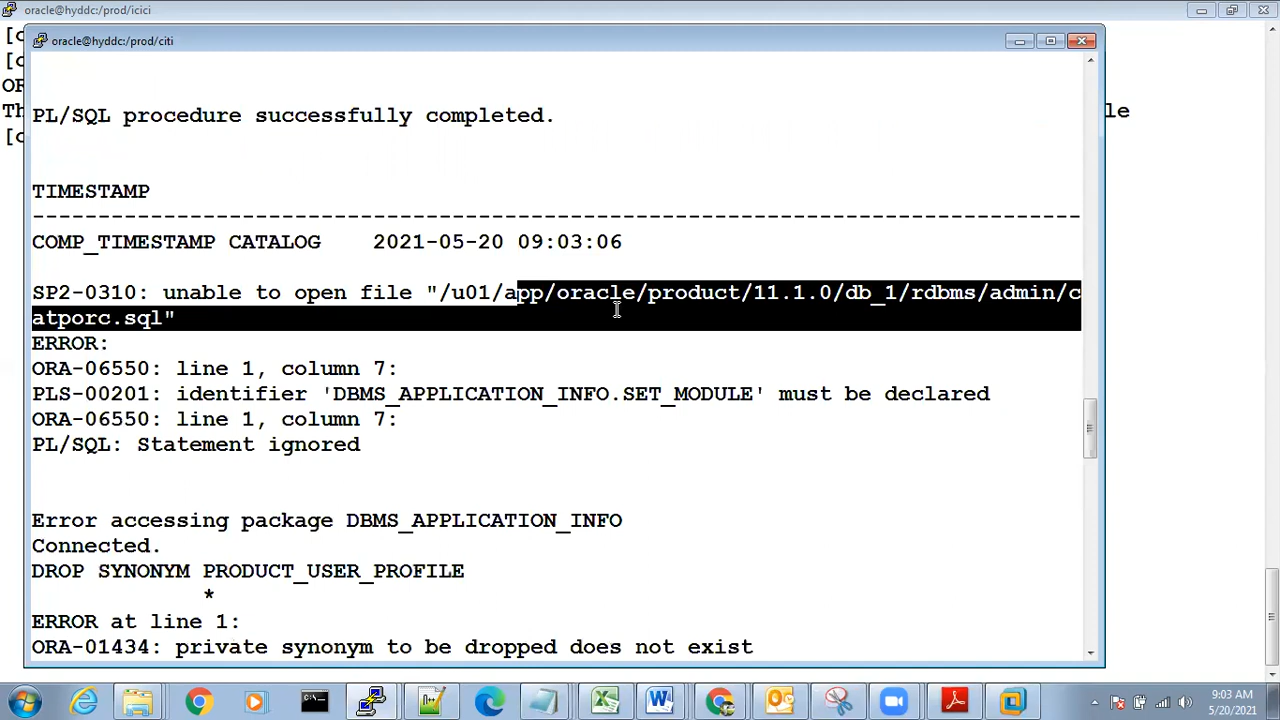 oracle@hyddc:/prod/icici
oracle@hyddc:/prod/citi
PL/SQL procedure successfully completed.
TIMESTAMP
--------------------------------------------------------------------------------
COMP_TIMESTAMP CATALOG    2021-05-20 09:03:06
SP2-0310: unable to open file "/u01/app/oracle/product/11.1.0/db_1/rdbms/admin/c
atporc.sql"
ERROR:
ORA-06550: line 1, column 7:
PLS-00201: identifier 'DBMS_APPLICATION_INFO.SET_MODULE' must be declared
ORA-06550: line 1, column 7:
PL/SQL: Statement ignored
Error accessing package DBMS_APPLICATION_INFO
Connected.
DROP SYNONYM PRODUCT_USER_PROFILE
*
ERROR at line 1:
ORA-01434: private synonym to be dropped does not exist
9:03 AM
5/20/2021